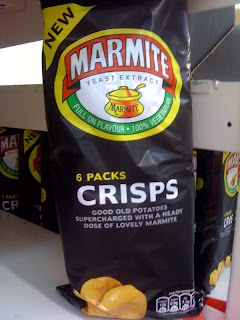 NEW
MARMITE
YEAST EXTRACT
MARMITE
FULL ON FLAVOUR • 100% VEGETARIAN
6 PACKS
CRISPS
GOOD OLD POTATOES
SUPERCHARGED WITH A HEADY
DOSE OF LOVELY MARMITE